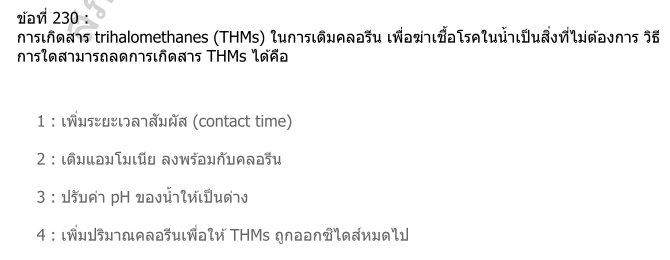 ข้อที่ 230 :
การเกิดสาร trihalomethanes (THMs) ในการเติมคลอรีน เพื่อฆ่าเชื้อโรคในน้ำเป็นสิ่งที่ไม่ต้องการ วิธี
การใดสามารถลดการเกิดสาร THMs ได้คือ
1 : เพิ่มระยะเวลาสัมผัส (contact time)
2 : เติมแอมโมเนีย ลงพร้อมกับคลอรีน
3 : ปรับค่า pH ของน้ำให้เป็นด่าง
4 : เพิ่มปริมาณคลอรีนเพื่อให้ THMs ถูกออกซิไดส์หมดไป